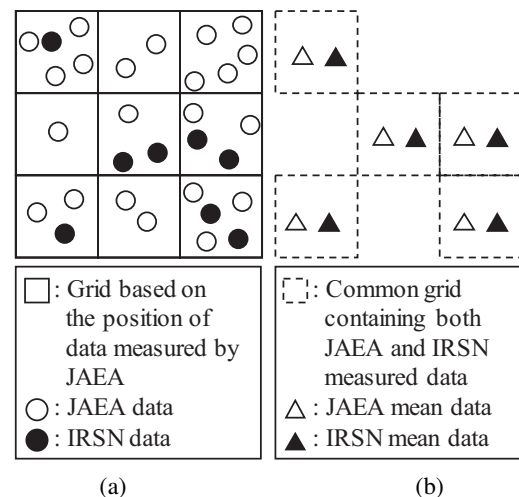 : Grid based on
the position of
data measured by
JAEA
: JAEA data
: IRSN data
: Common grid
containing both
JAEA and IRSN
measured data
: JAEA mean data
: IRSN mean data
(a)
(b)